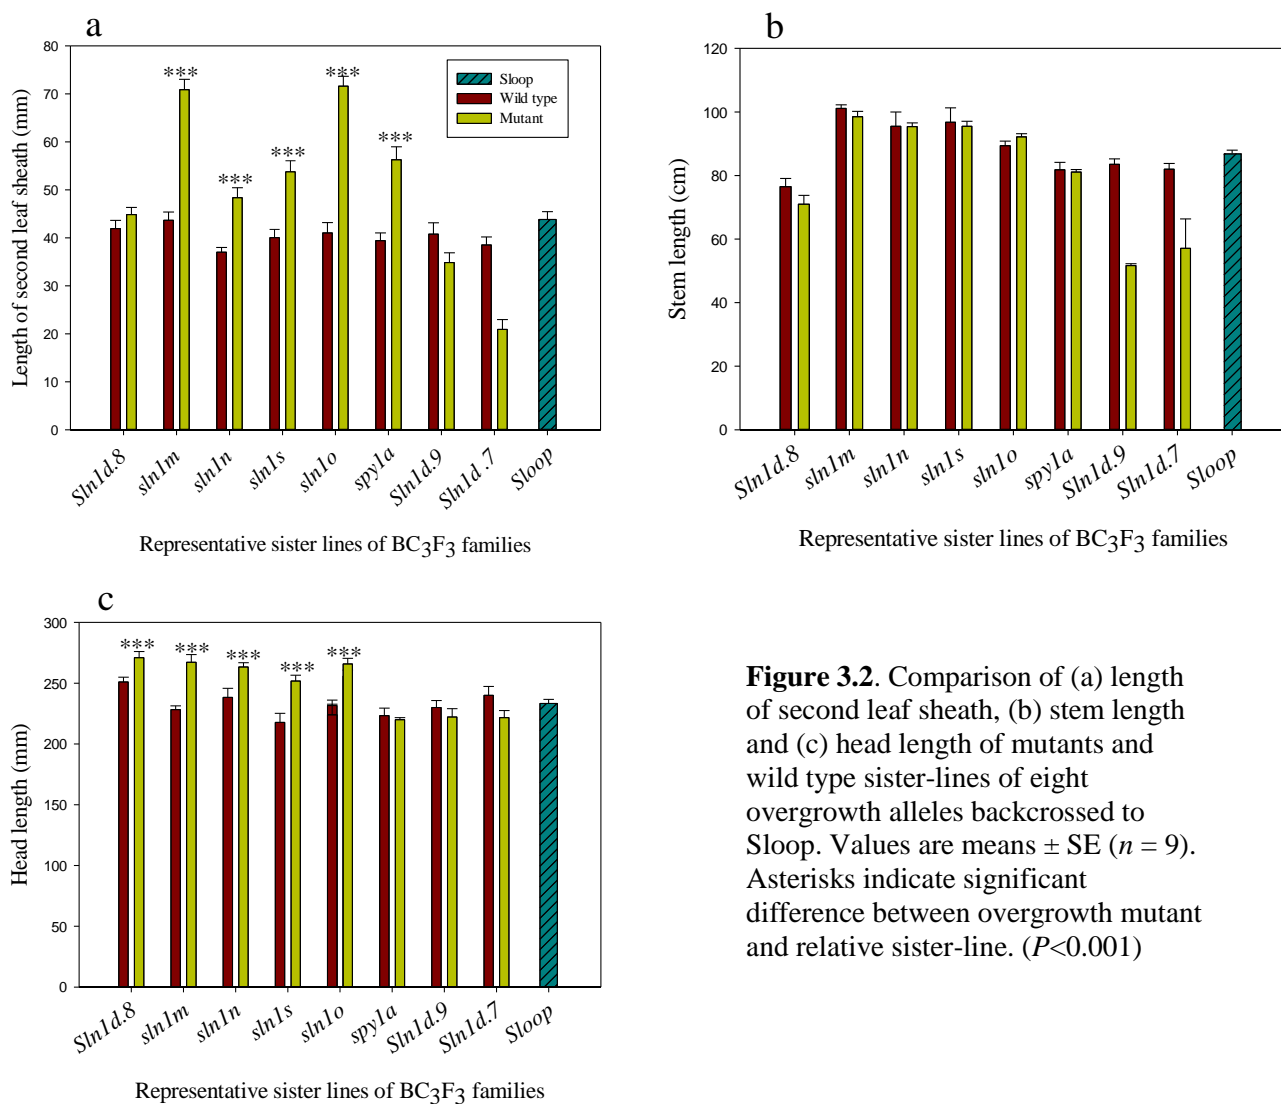 a
80
70
60
50
40
30
20
10
0
Length of second leaf sheath (mm)
***
***
***
***
***
Sloop
Wild type
Mutant
Sln1d.8
sln1m
sln1n
sln1s
sln1o
spy1a
Sln1d.9
Sln1d .7
Sloop
Representative sister lines of BC3F3 families
b
120
100
80
60
40
20
0
Stem length (cm)
Sln1d.8
sln1m
sln1n
sln1s
sln1o
spy1a
Sln1d.9
Sln1d.7
Sloop
Representative sister lines of BC3F3 families
c
300
250
200
150
100
50
0
Head length (mm)
***
***
***
***
***
Sln1d.8
sln1m
sln1n
sln1s
sln1o
spy1a
Sln1d.9
Sln1d.7
Sloop
Representative sister lines of BC3F3 families
Figure 3.2. Comparison of (a) length
of second leaf sheath, (b) stem length
and (c) head length of mutants and
wild type sister-lines of eight
overgrowth alleles backcrossed to
Sloop. Values are means ± SE (n = 9).
Asterisks indicate significant
difference between overgrowth mutant
and relative sister-line. (P<0.001)